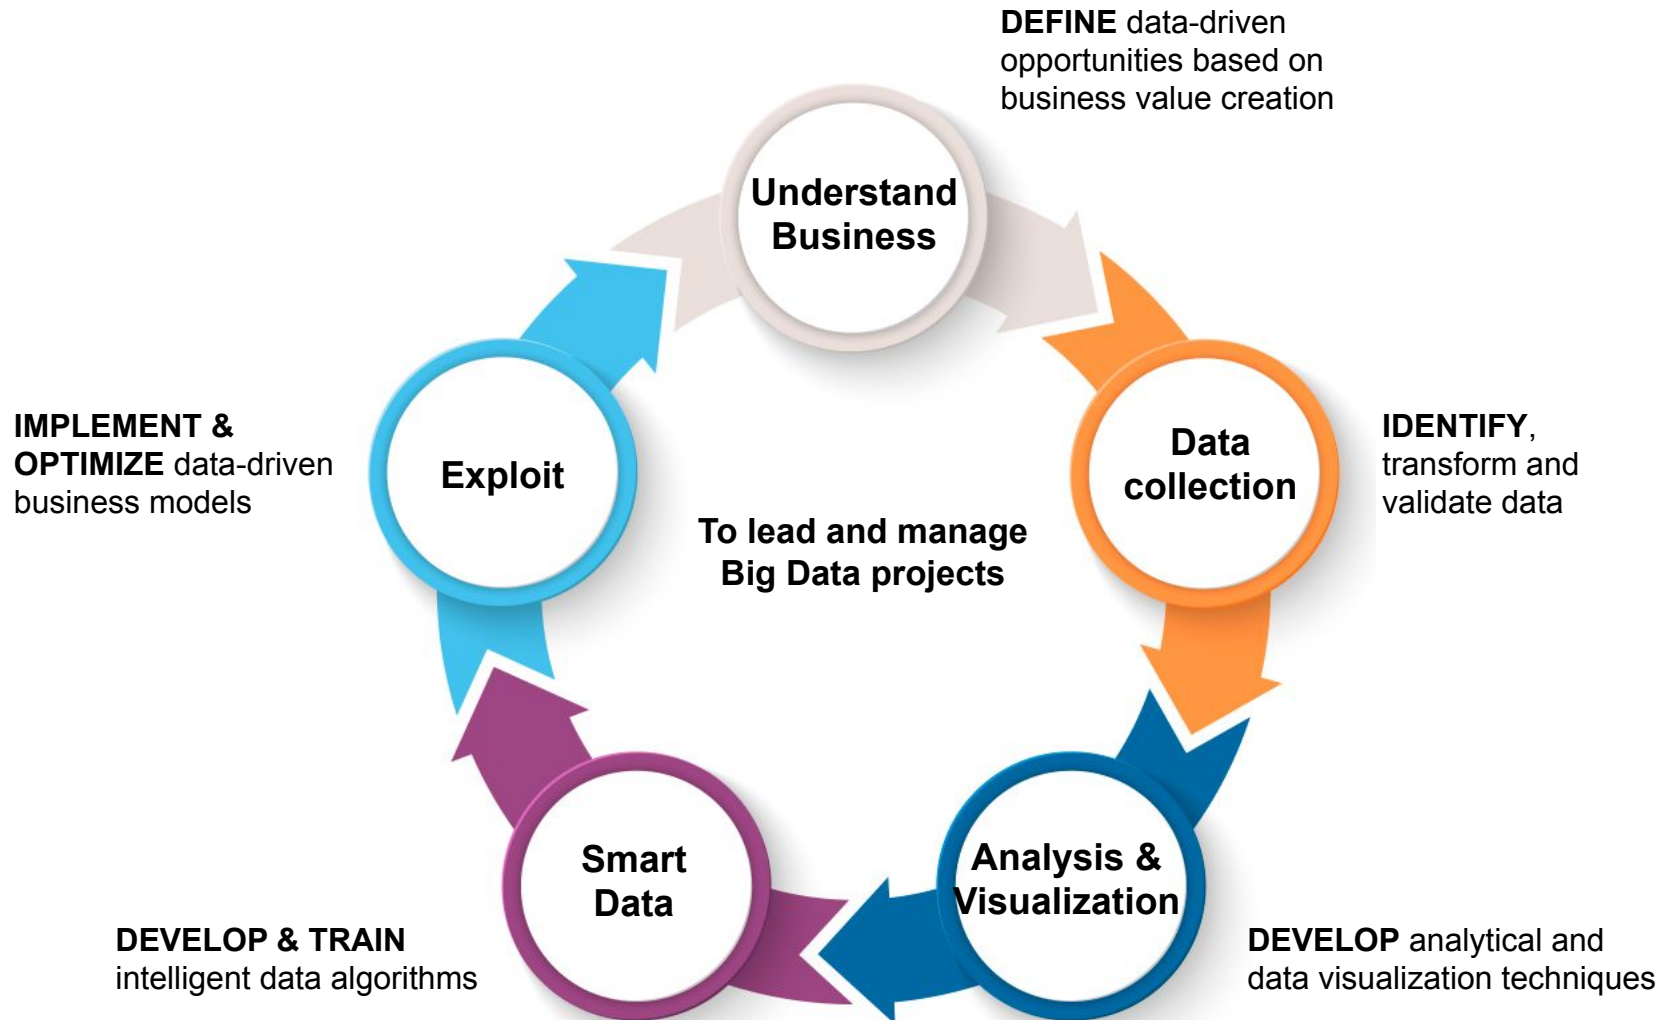 DEFINE data-driven
opportunities based on
business value creation
Understand
Business
Data
collection
IDENTIFY,
transform and
validate data
Analysis &
Visualization
DEVELOP analytical and
data visualization techniques
Smart
Data
DEVELOP & TRAIN
intelligent data algorithms
Exploit
IMPLEMENT &
OPTIMIZE data-driven
business models
To lead and manage
Big Data projects